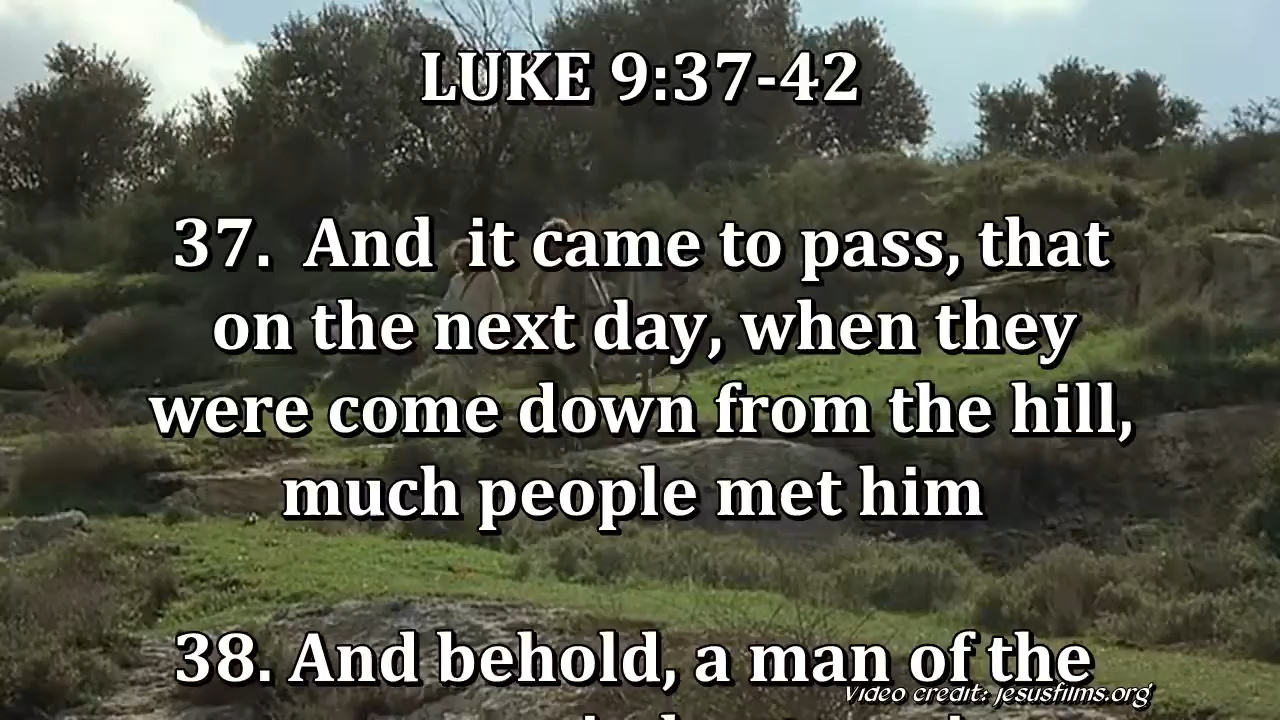 LUKE 9:37-42
37. And it came to pass, that
on the next day, when they
were come down from the hill,
much people met him
38. And behold, a man of the
Video credit: jesusfilms.org